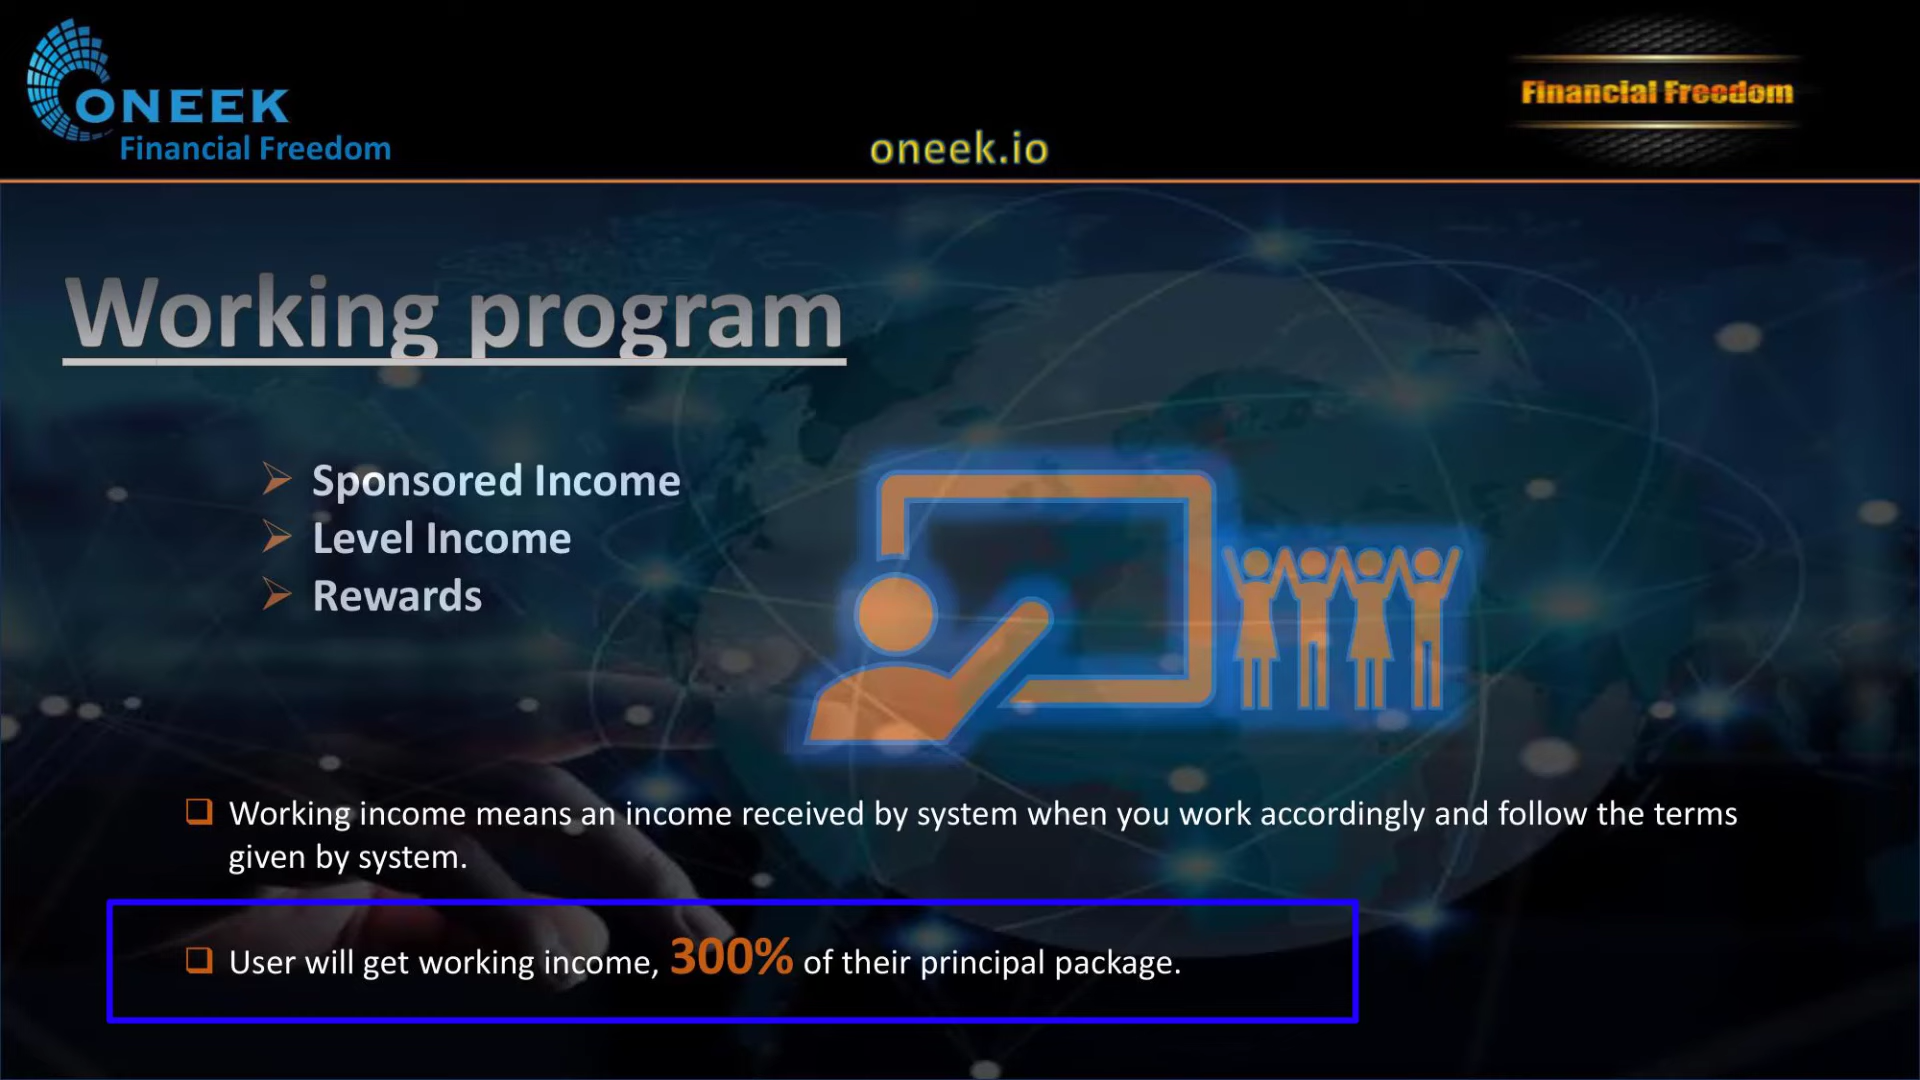 ONEEK
Financial Freedom
oneek.io
Financial Freedom
Working program
Sponsored Income
Level Income
Rewards
Working income means an income received by system when you work accordingly and follow the terms
given by system.
User will get working income, 300% of their principal package.